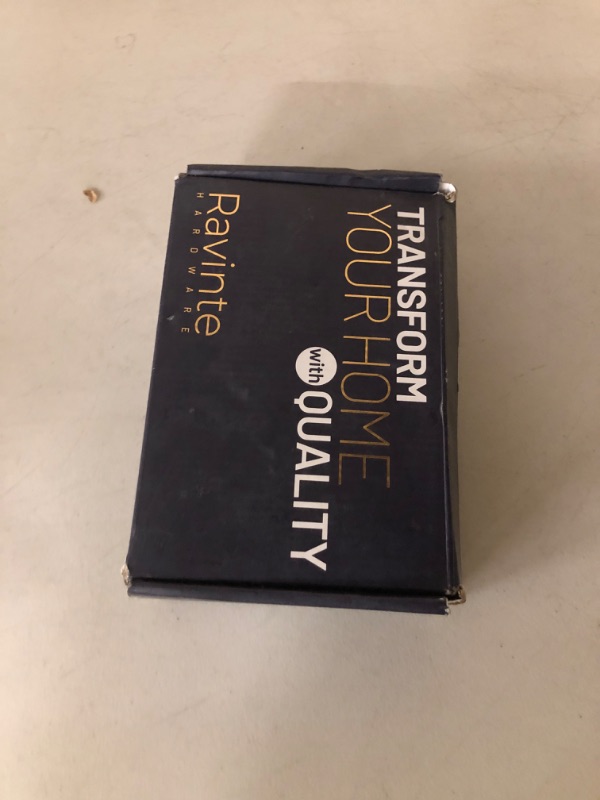 TRANSFORM
YOUR HOME
with QUALITY
Ravinte
HARDWARE